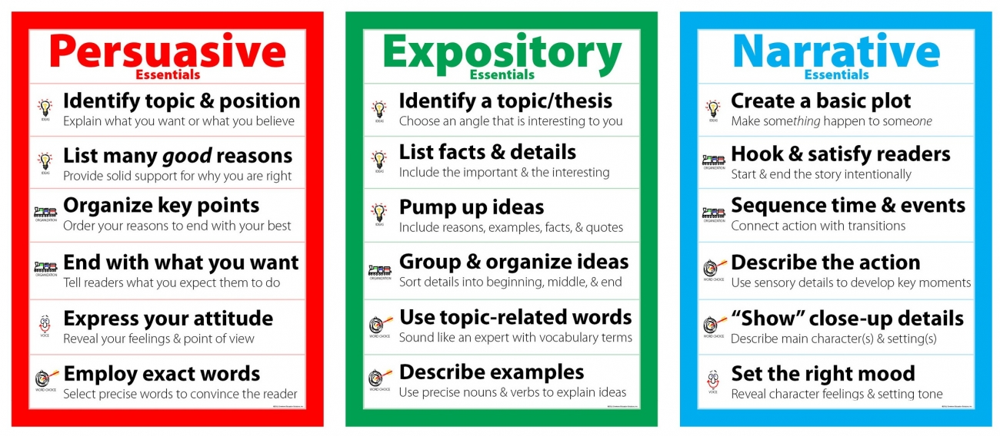 Persuasive
Essentials
IDEAS
Identify topic & position
Explain what you want or what you believe
IDEAS
List many good reasons
Provide solid support for why you are right
ORGANIZATION
Organize key points
Order your reasons to end with your best
ORGANIZATION
End with what you want
Tell readers what you expect them to do
VOICE
Express your attitude
Reveal your feelings & point of view
WORD CHOICE
Employ exact words
Select precise words to convince the reader
Expository
Essentials
IDEAS
Identify a topic/thesis
Choose an angle that is interesting to you
IDEAS
List facts & details
Include the important & the interesting
IDEAS
Pump up ideas
Include reasons, examples, facts, & quotes
ORGANIZATION
Group & organize ideas
Sort details into beginning, middle, & end
WORD CHOICE
Use topic-related words
Sound like an expert with vocabulary terms
WORD CHOICE
Describe examples
Use precise nouns & verbs to explain ideas
Narrative
Essentials
IDEAS
Create a basic plot
Make something happen to someone
ORGANIZATION
Hook & satisfy readers
Start & end the story intentionally
ORGANIZATION
Sequence time & events
Connect action with transitions
WORD CHOICE
Describe the action
Use sensory details to develop key moments
WORD CHOICE
“Show” close-up details
Describe main character(s) & setting(s)
VOICE
Set the right mood
Reveal character feelings & setting tone